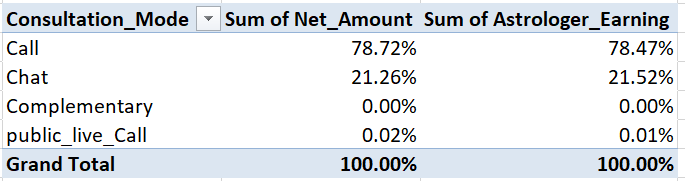 Consultation_Mode Sum of Net_Amount Sum of Astrologer_Earning
Call 78.72% 78.47%
Chat 21.26% 21.52%
Complementary 0.00% 0.00%
public_live_Call 0.02% 0.01%
Grand Total 100.00% 100.00%